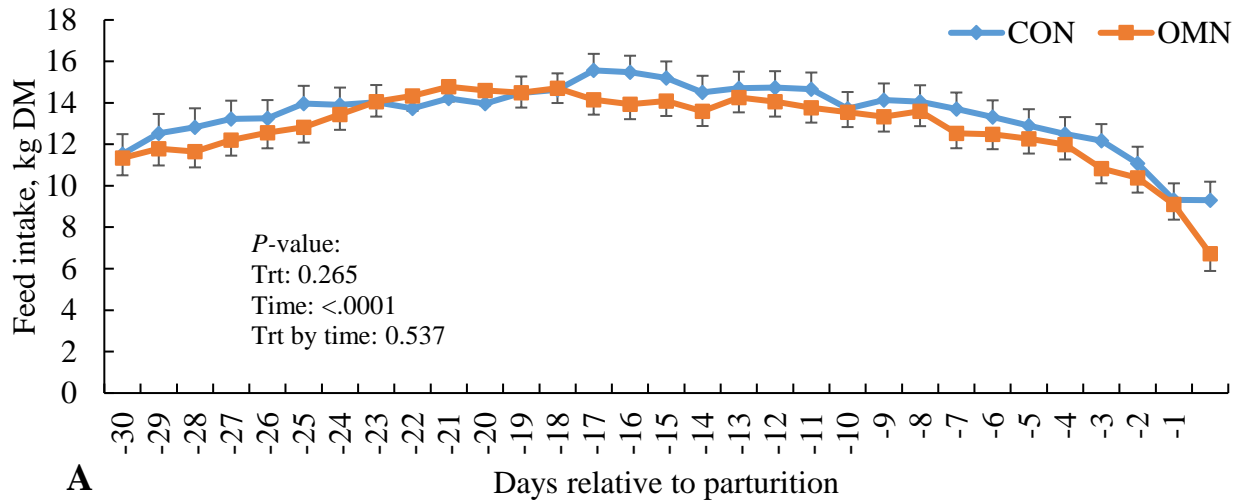 18
16
14
12
10
8
6
4
2
0
Feed intake, kg DM
CON OMN
P-value:
Trt: 0.265
Time: <.0001
Trt by time: 0.537
-30 -29 -28 -27 -26 -25 -24 -23 -22 -21 -20 -19 -18 -17 -16 -15 -14 -13 -12 -11 -10 -9 -8 -7 -6 -5 -4 -3 -2 -1
A Days relative to parturition